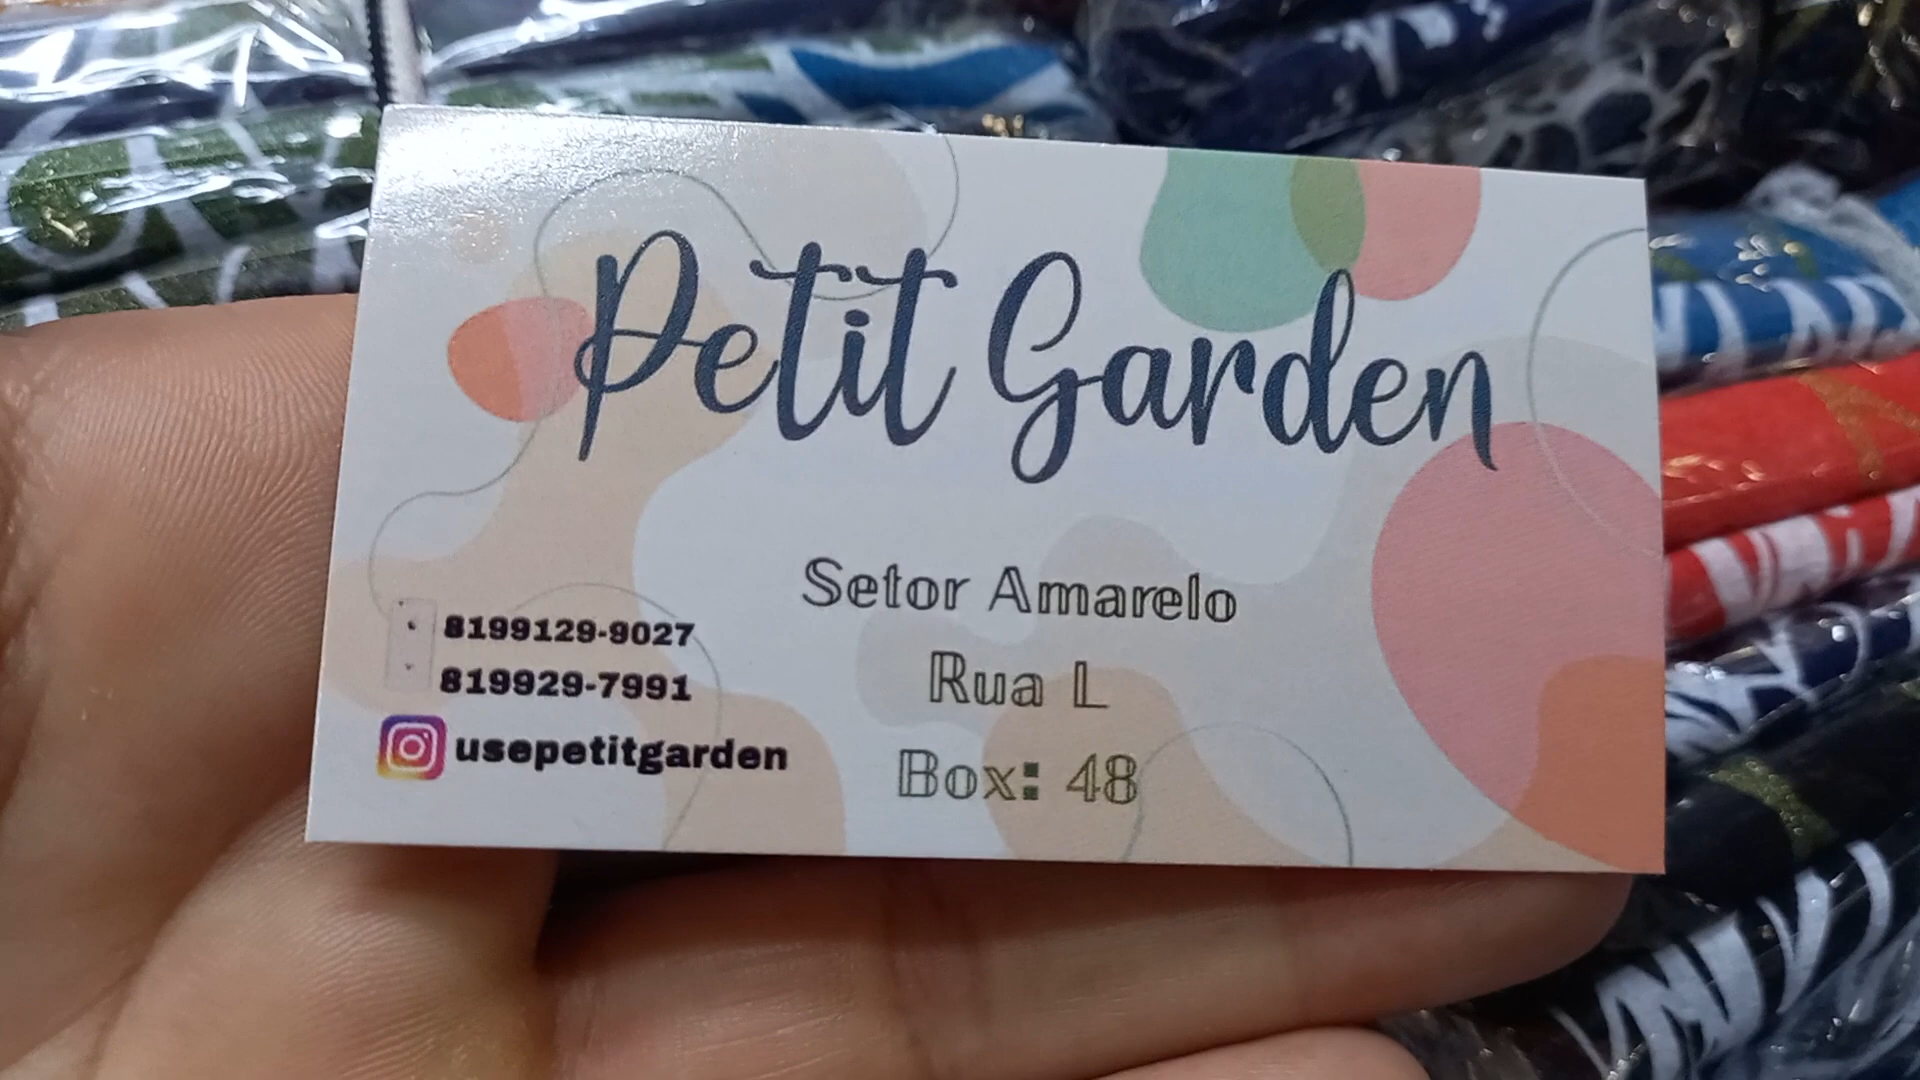 Petit Garden
Setor Amarelo
Rua L
Box: 48
8199129-9027
819929-7991
usepetitgarden